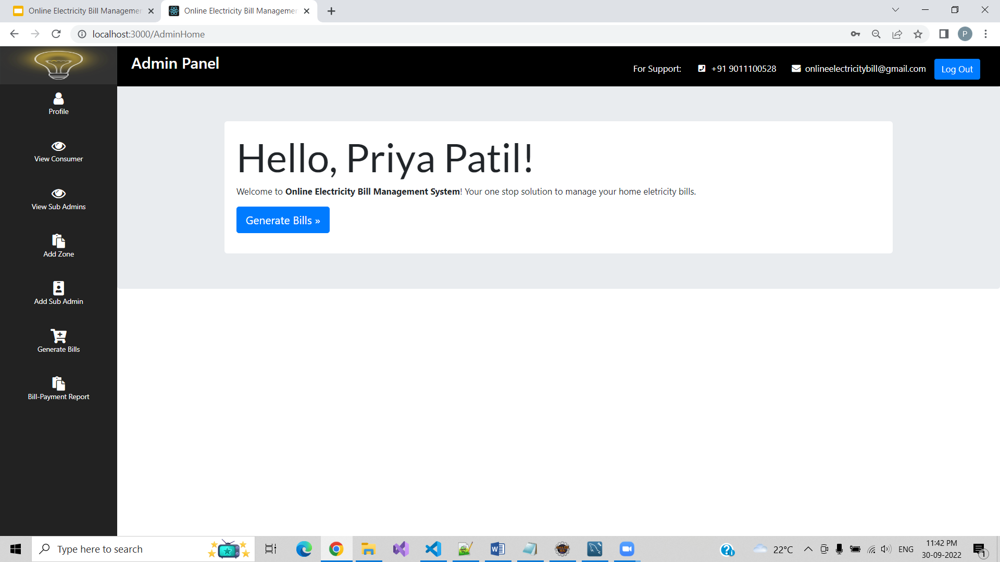 Online Electricity Bill Managemen
Online Electricity Bill Managemen
localhost:3000/AdminHome
P
Admin Panel
For Support: +91 9011100528 onlineelectricitybill@gmail.com Log Out
Profile
View Consumer
View Sub Admins
Add Zone
Add Sub Admin
Generate Bills
Bill-Payment Report
Hello, Priya Patil!
Welcome to Online Electricity Bill Management System! Your one stop solution to manage your home eletricity bills.
Generate Bills »
Type here to search
22°C
ENG
11:42 PM
30-09-2022
1